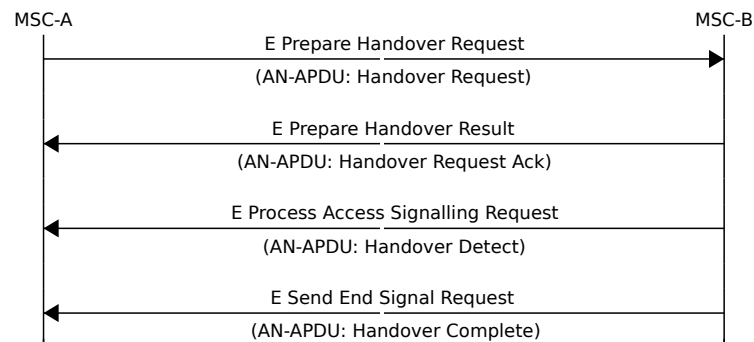 MSC-A MSC-B
E Prepare Handover Request
(AN-APDU: Handover Request)
E Prepare Handover Result
(AN-APDU: Handover Request Ack)
E Process Access Signalling Request
(AN-APDU: Handover Detect)
E Send End Signal Request
(AN-APDU: Handover Complete)